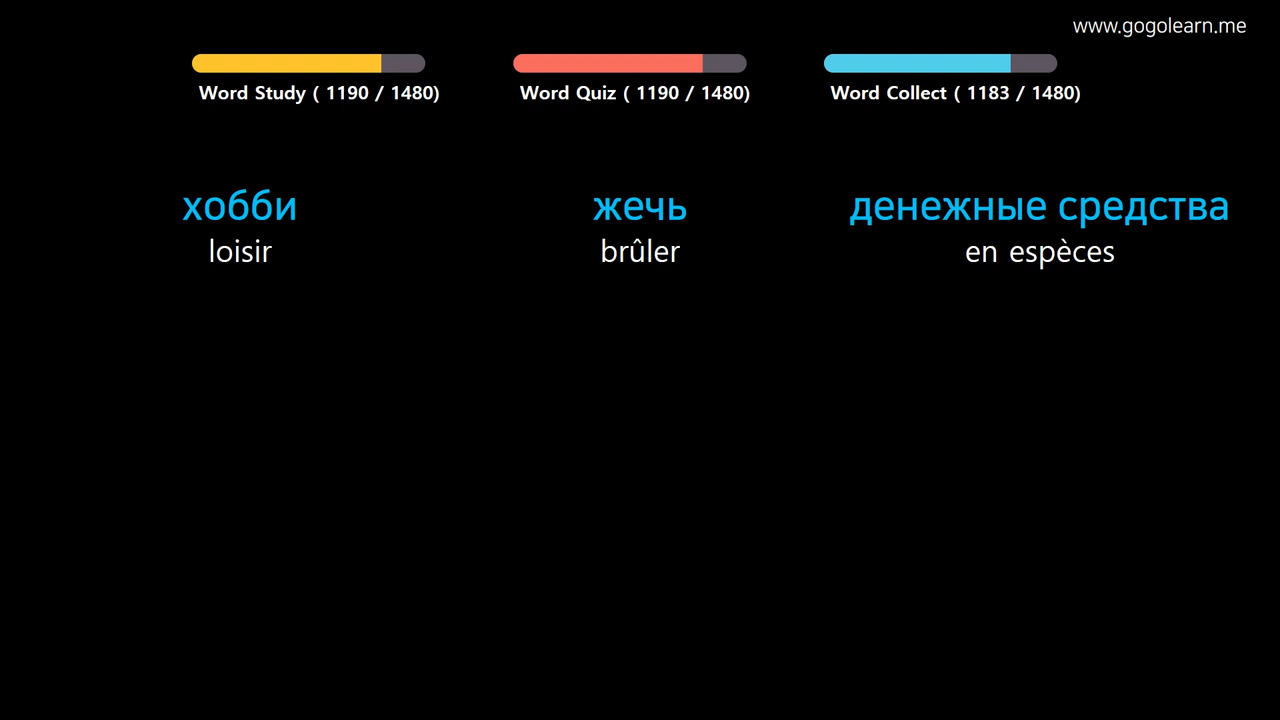 www.gogolearn.me
Word Study ( 1190 / 1480)
Word Quiz ( 1190 / 1480)
Word Collect ( 1183 / 1480)
хобби
loisir
жечь
brûler
денежные средства
en espèces